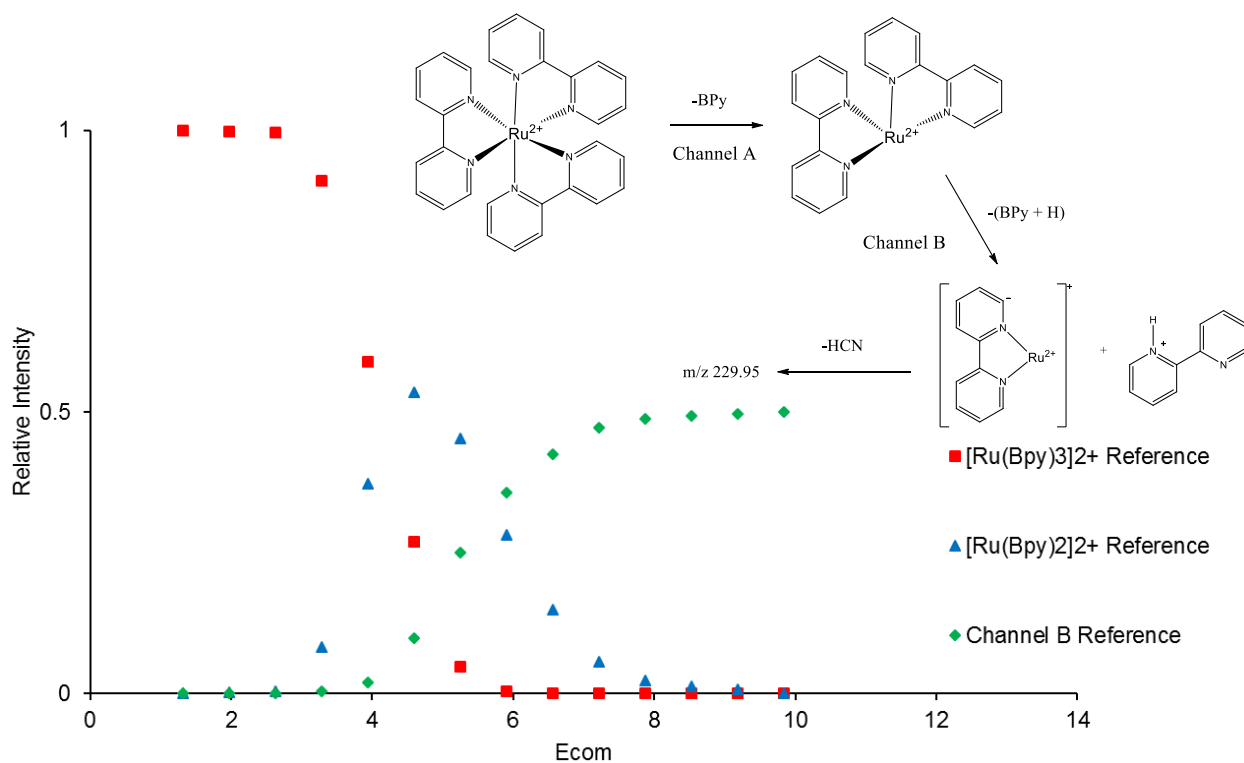 Relative Intensity
1
0.5
0
0
2
4
6
8
10
12
14
Ecom
N
N
N
N
N
N
Ru2+
-BPy
Channel A
N
N
N
N
Ru2+
-(BPy + H)
Channel B
-
+
N
N
Ru2+
+
H
N
+
N
-HCN
m/z 229.95
[Ru(Bpy)3]2+ Reference
[Ru(Bpy)2]2+ Reference
Channel B Reference